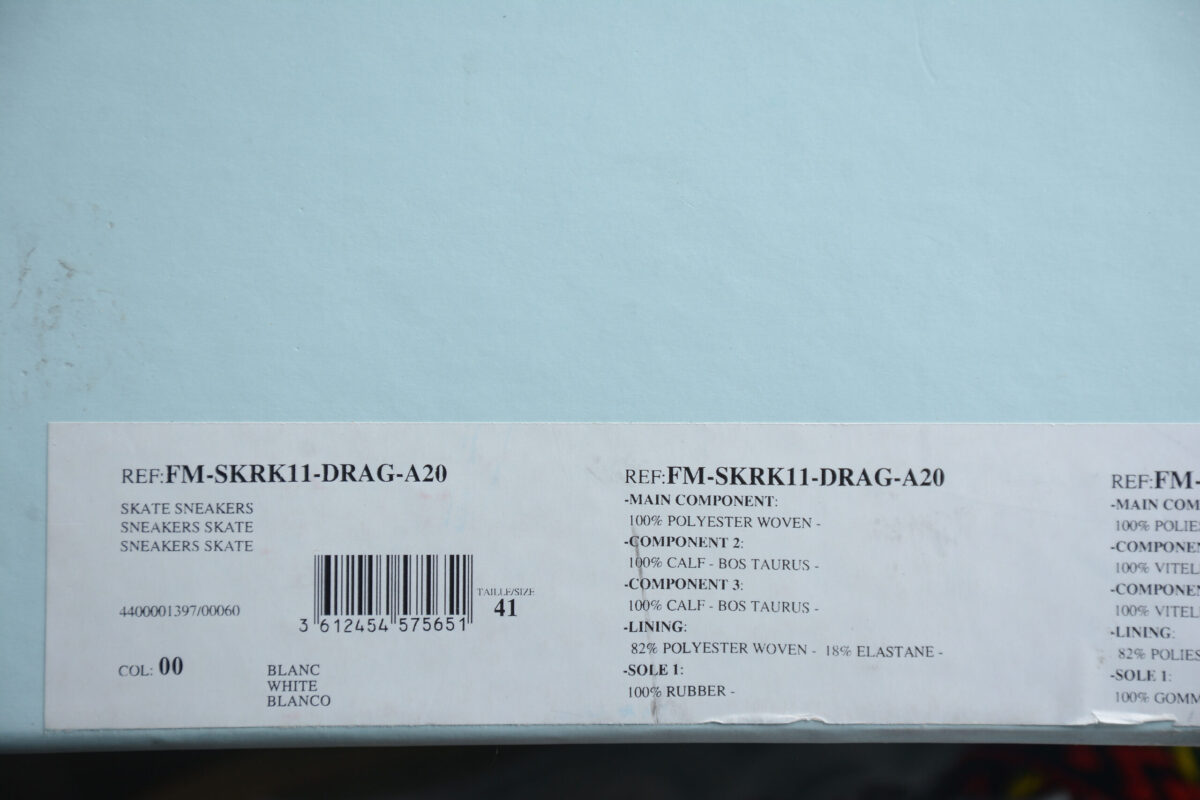 REF:FM-SKRK11-DRAG-A20
SKATE SNEAKERS
SNEAKERS SKATE
SNEAKERS SKATE
4400001397/00060
3 612454 575651
TAILLE/SIZE
41
COL: 00
BLANC
WHITE
BLANCO
REF:FM-SKRK11-DRAG-A20
-MAIN COMPONENT:
100% POLYESTER WOVEN -
-COMPONENT 2:
100% CALF - BOS TAURUS -
-COMPONENT 3:
100% CALF - BOS TAURUS -
-LINING:
82% POLYESTER WOVEN - 18% ELASTANE -
-SOLE 1:
100% RUBBER -
REF:FM-
-MAIN COM
100% POLIES
-COMPONEN
100% VITEL
-COMPONEN
100% VITEL
-LINING:
82% POLIES
-SOLE 1:
100% GOMM